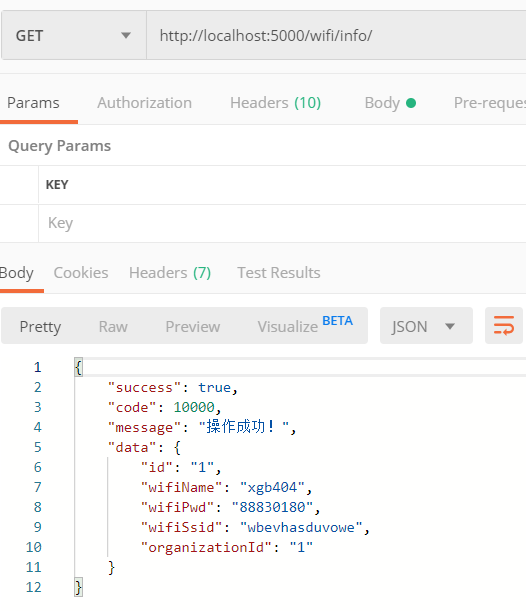 GET http://localhost:5000/wifi/info/
Params Authorization Headers (10) Body Pre-reques
Query Params
KEY
Key
Body Cookies Headers (7) Test Results
Pretty Raw Preview Visualize BETA JSON
1 {
2 "success": true,
3 "code": 10000,
4 "message": "操作成功！",
5 "data": {
6 "id": "1",
7 "wifiName": "xgb404",
8 "wifiPwd": "88830180",
9 "wifiSsid": "wbevhasduvowe",
10 "organizationId": "1"
11 }
12 }